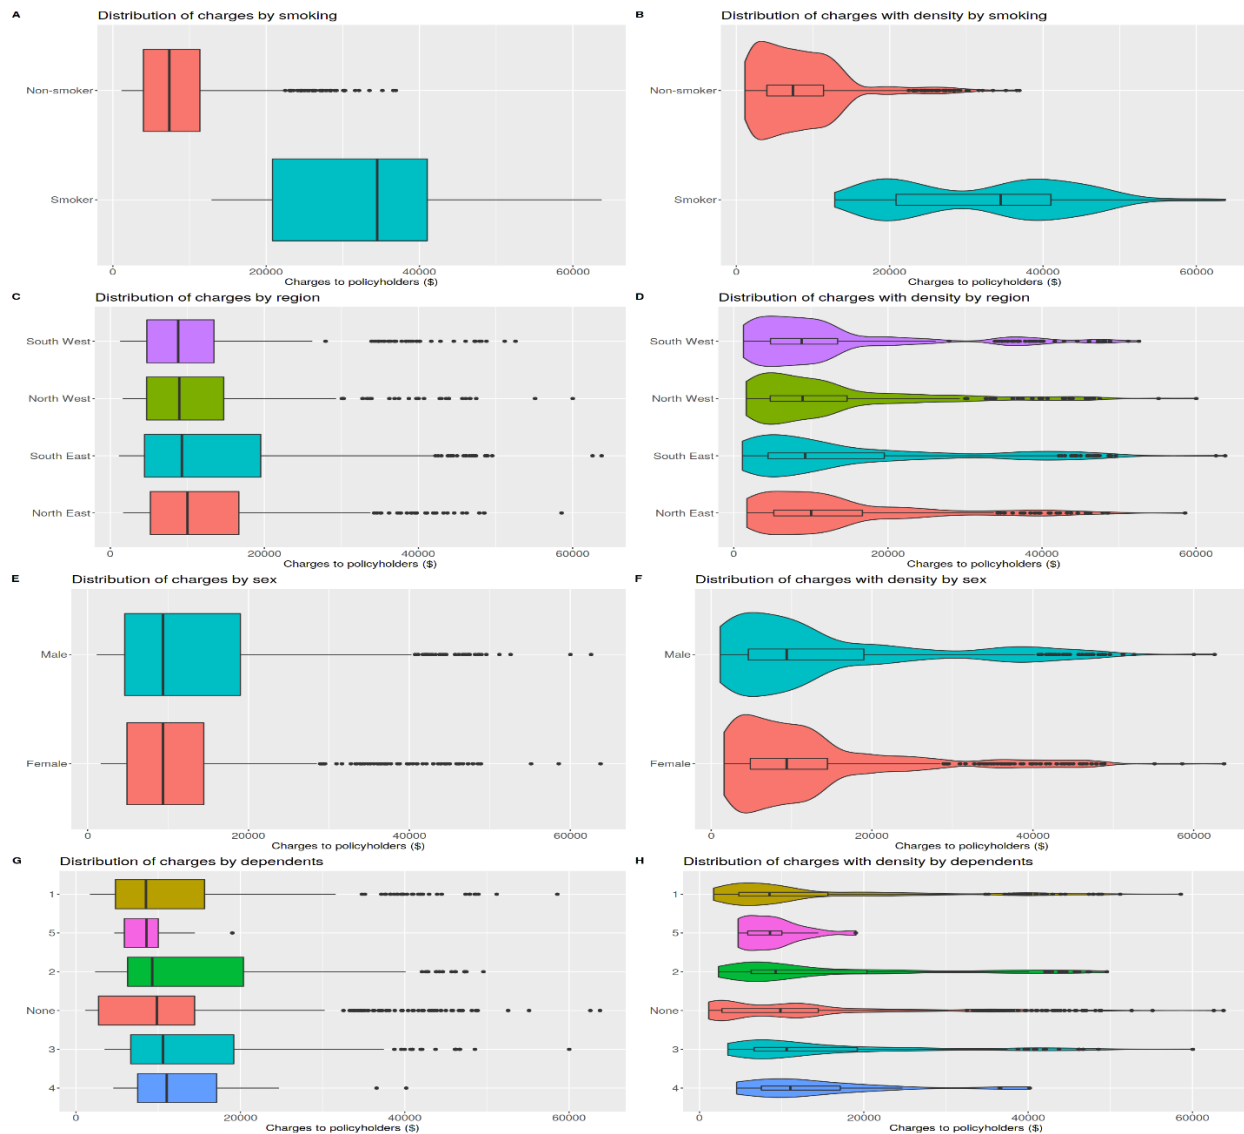 A
Distribution of charges by smoking
Non-smoker
Smoker
0
20000
40000
60000
Charges to policyholders ($)
B
Distribution of charges with density by smoking
Non-smoker
Smoker
0
20000
40000
60000
Charges to policyholders ($)
C
Distribution of charges by region
South West
North West
South East
North East
0
20000
40000
60000
Charges to policyholders ($)
D
Distribution of charges with density by region
South West
North West
South East
North East
0
20000
40000
60000
Charges to policyholders ($)
E
Distribution of charges by sex
Male
Female
0
20000
40000
60000
Charges to policyholders ($)
F
Distribution of charges with density by sex
Male
Female
0
20000
40000
60000
Charges to policyholders ($)
G
Distribution of charges by dependents
1
5
2
None
3
4
0
20000
40000
60000
Charges to policyholders ($)
H
Distribution of charges with density by dependents
1
5
2
None
3
4
0
20000
40000
60000
Charges to policyholders ($)